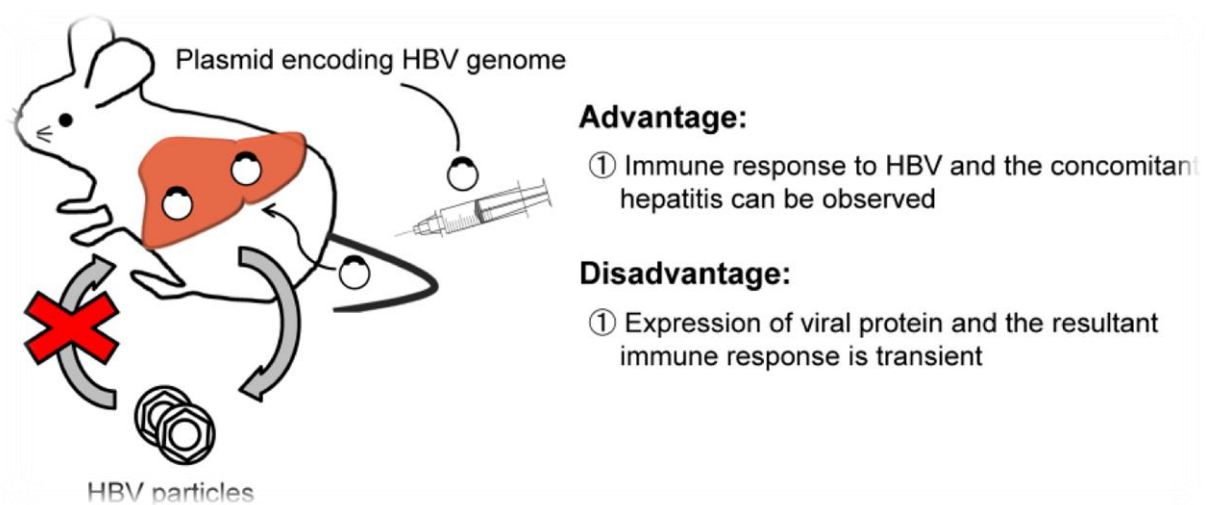 Plasmid encoding HBV genome
Advantage:
① Immune response to HBV and the concomitant
hepatitis can be observed
Disadvantage:
① Expression of viral protein and the resultant
immune response is transient
HBV particles